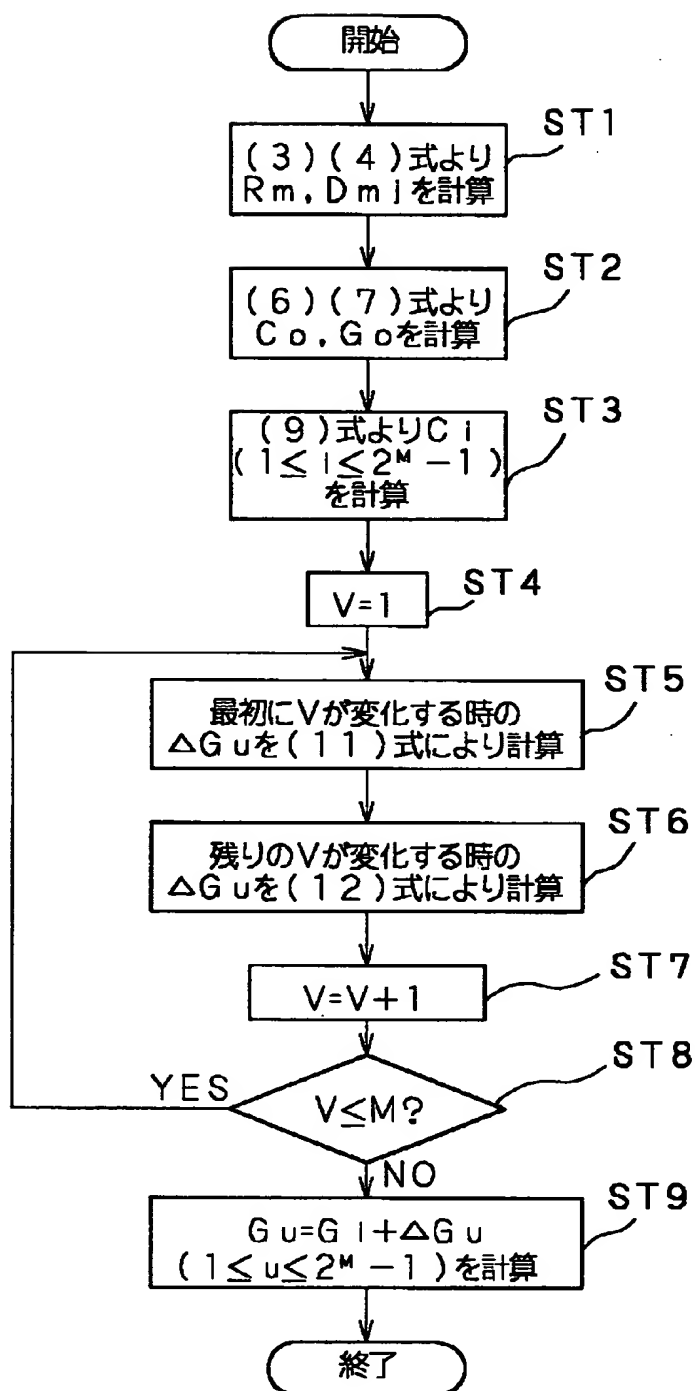 開始
ST1
(3)(4)式より
Rm,Dmiを計算
ST2
(6)(7)式より
Co,Goを計算
ST3
(9)式よりCi
(1≤i≤2ᴹ-1)
を計算
ST4
V=1
ST5
最初にVが変化する時の
△Guを(11)式により計算
ST6
残りのVが変化する時の
△Guを(12)式により計算
ST7
V=V+1
ST8
YES
V≤M?
NO
ST9
Gu=Gi+△Gu
(1≤u≤2ᴹ-1)を計算
終了